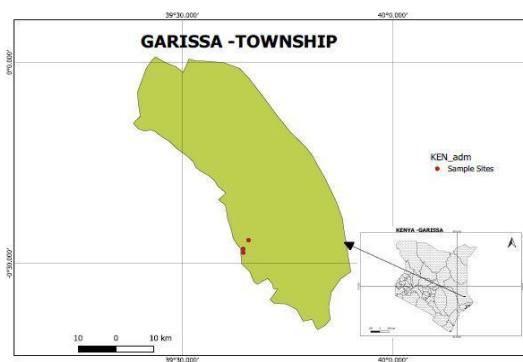 39°30.000' 40°0.000'
GARISSA -TOWNSHIP
0°0.000'
KEN_adm
Sample Sites
KENYA -GARISSA
-0°30.000'
10 0 10 km
39°30.000' 40°0.000'